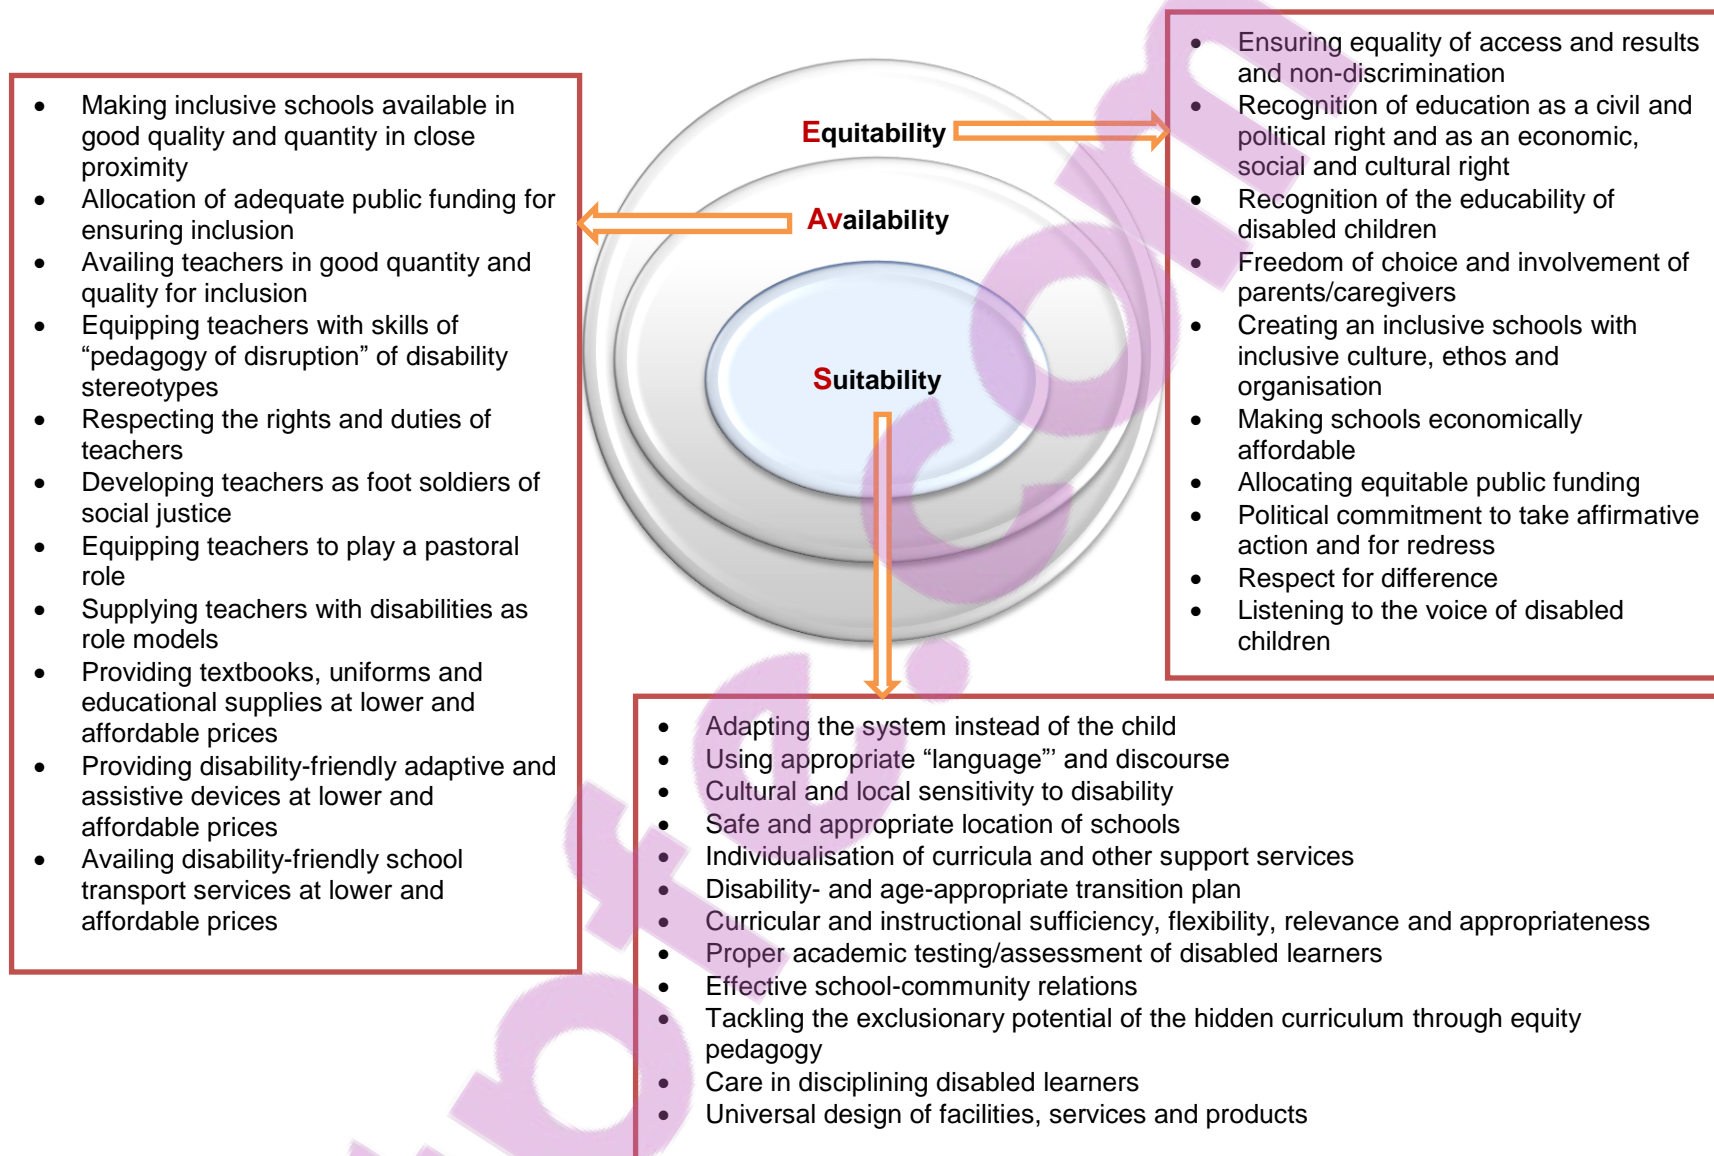 • Making inclusive schools available in
good quality and quantity in close
proximity
• Allocation of adequate public funding for
ensuring inclusion
• Availing teachers in good quantity and
quality for inclusion
• Equipping teachers with skills of
“pedagogy of disruption” of disability
stereotypes
• Respecting the rights and duties of
teachers
• Developing teachers as foot soldiers of
social justice
• Equipping teachers to play a pastoral
role
• Supplying teachers with disabilities as
role models
• Providing textbooks, uniforms and
educational supplies at lower and
affordable prices
• Providing disability-friendly adaptive and
assistive devices at lower and
affordable prices
• Availing disability-friendly school
transport services at lower and
affordable prices
Equitability
Availability
Suitability
• Ensuring equality of access and results
and non-discrimination
• Recognition of education as a civil and
political right and as an economic,
social and cultural right
• Recognition of the educability of
disabled children
• Freedom of choice and involvement of
parents/caregivers
• Creating an inclusive schools with
inclusive culture, ethos and
organisation
• Making schools economically
affordable
• Allocating equitable public funding
• Political commitment to take affirmative
action and for redress
• Respect for difference
• Listening to the voice of disabled
children
• Adapting the system instead of the child
• Using appropriate “language”’ and discourse
• Cultural and local sensitivity to disability
• Safe and appropriate location of schools
• Individualisation of curricula and other support services
• Disability- and age-appropriate transition plan
• Curricular and instructional sufficiency, flexibility, relevance and appropriateness
• Proper academic testing/assessment of disabled learners
• Effective school-community relations
• Tackling the exclusionary potential of the hidden curriculum through equity
pedagogy
• Care in disciplining disabled learners
• Universal design of facilities, services and products